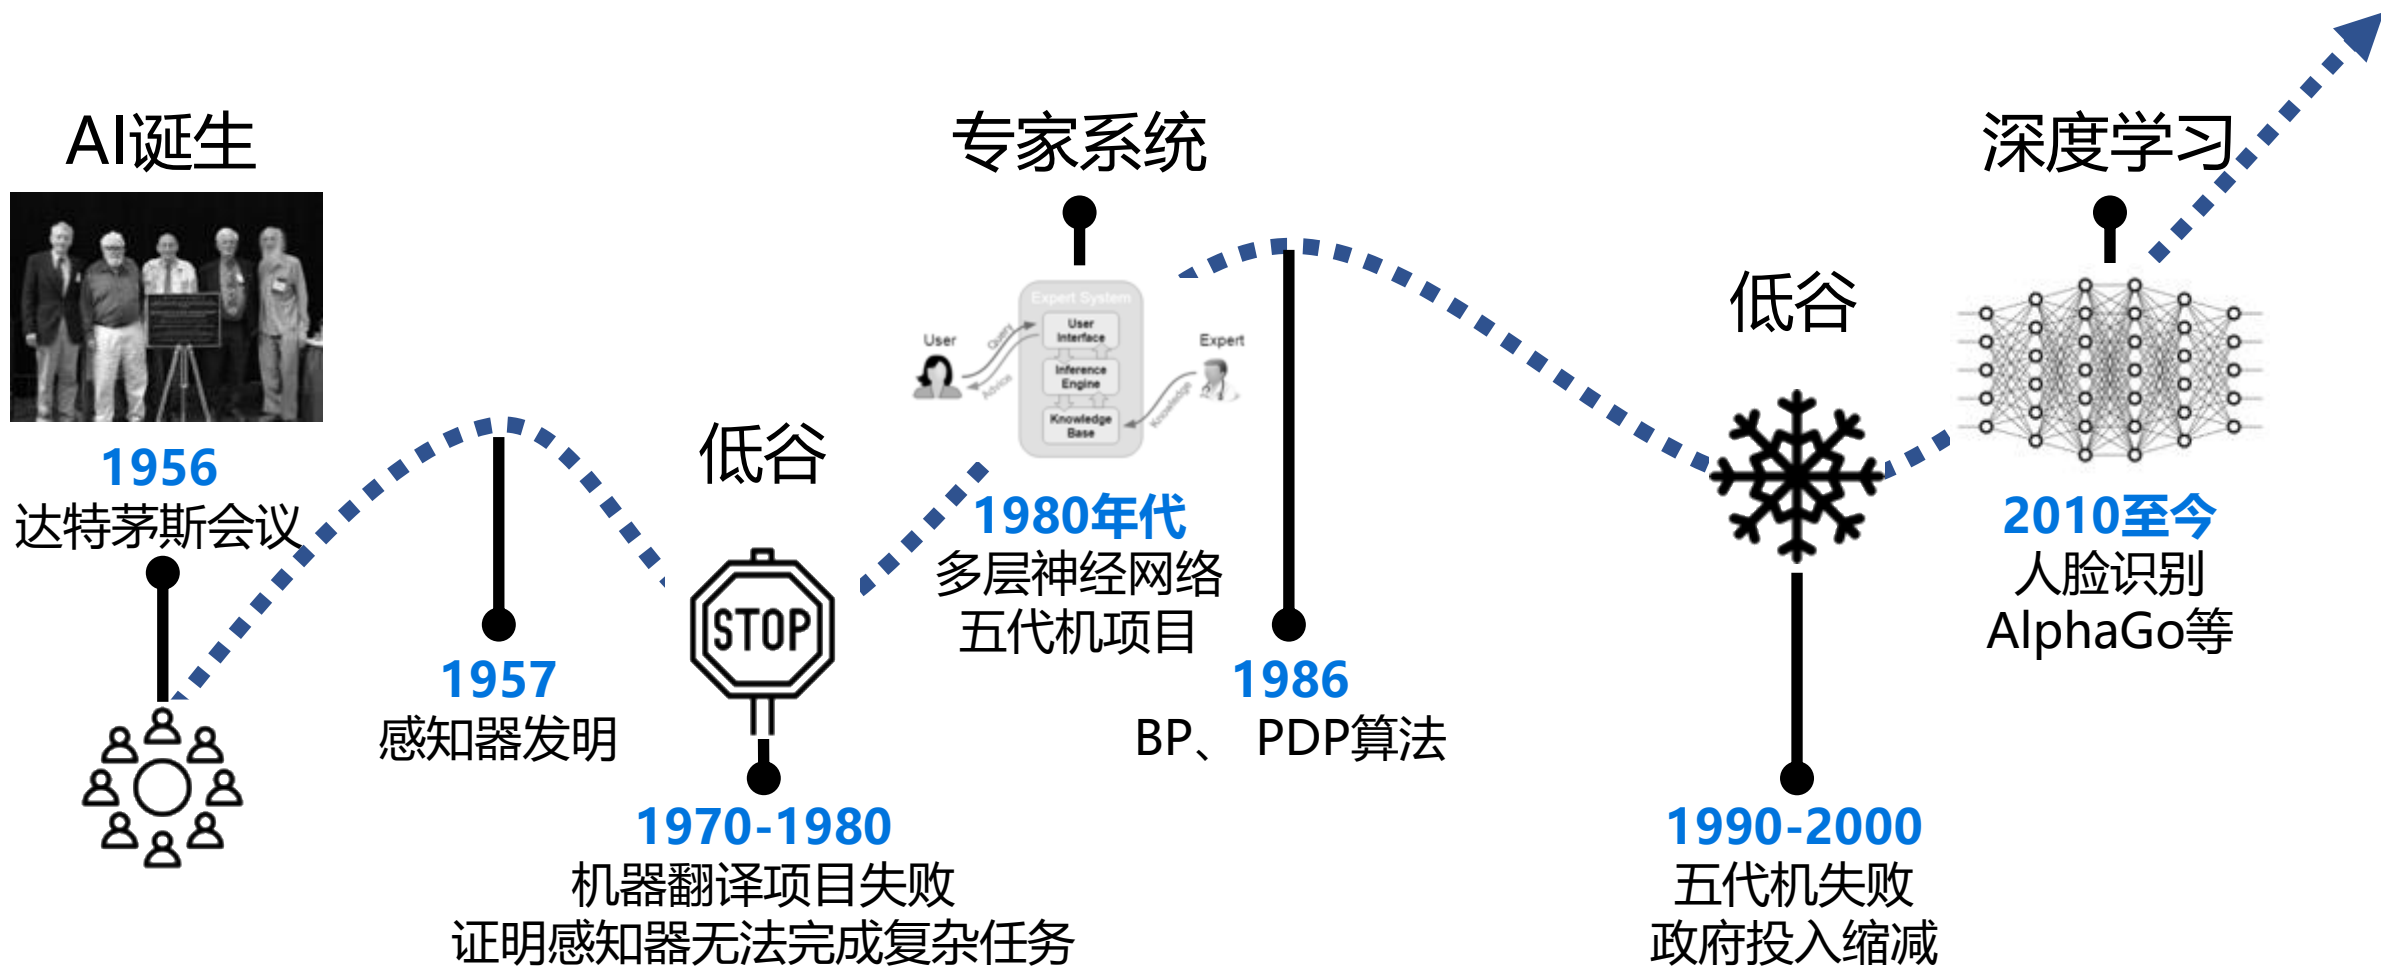 AI诞生
1956
达特茅斯会议
1957
感知器发明
低谷
STOP
1970-1980
机器翻译项目失败
证明感知器无法完成复杂任务
专家系统
Expert System
User
Query
Advice
User
Interface
Inference
Engine
Knowledge
Base
Expert
Knowledge
1980年代
多层神经网络
五代机项目
1986
BP、 PDP算法
低谷
1990-2000
五代机失败
政府投入缩减
深度学习
2010至今
人脸识别
AlphaGo等